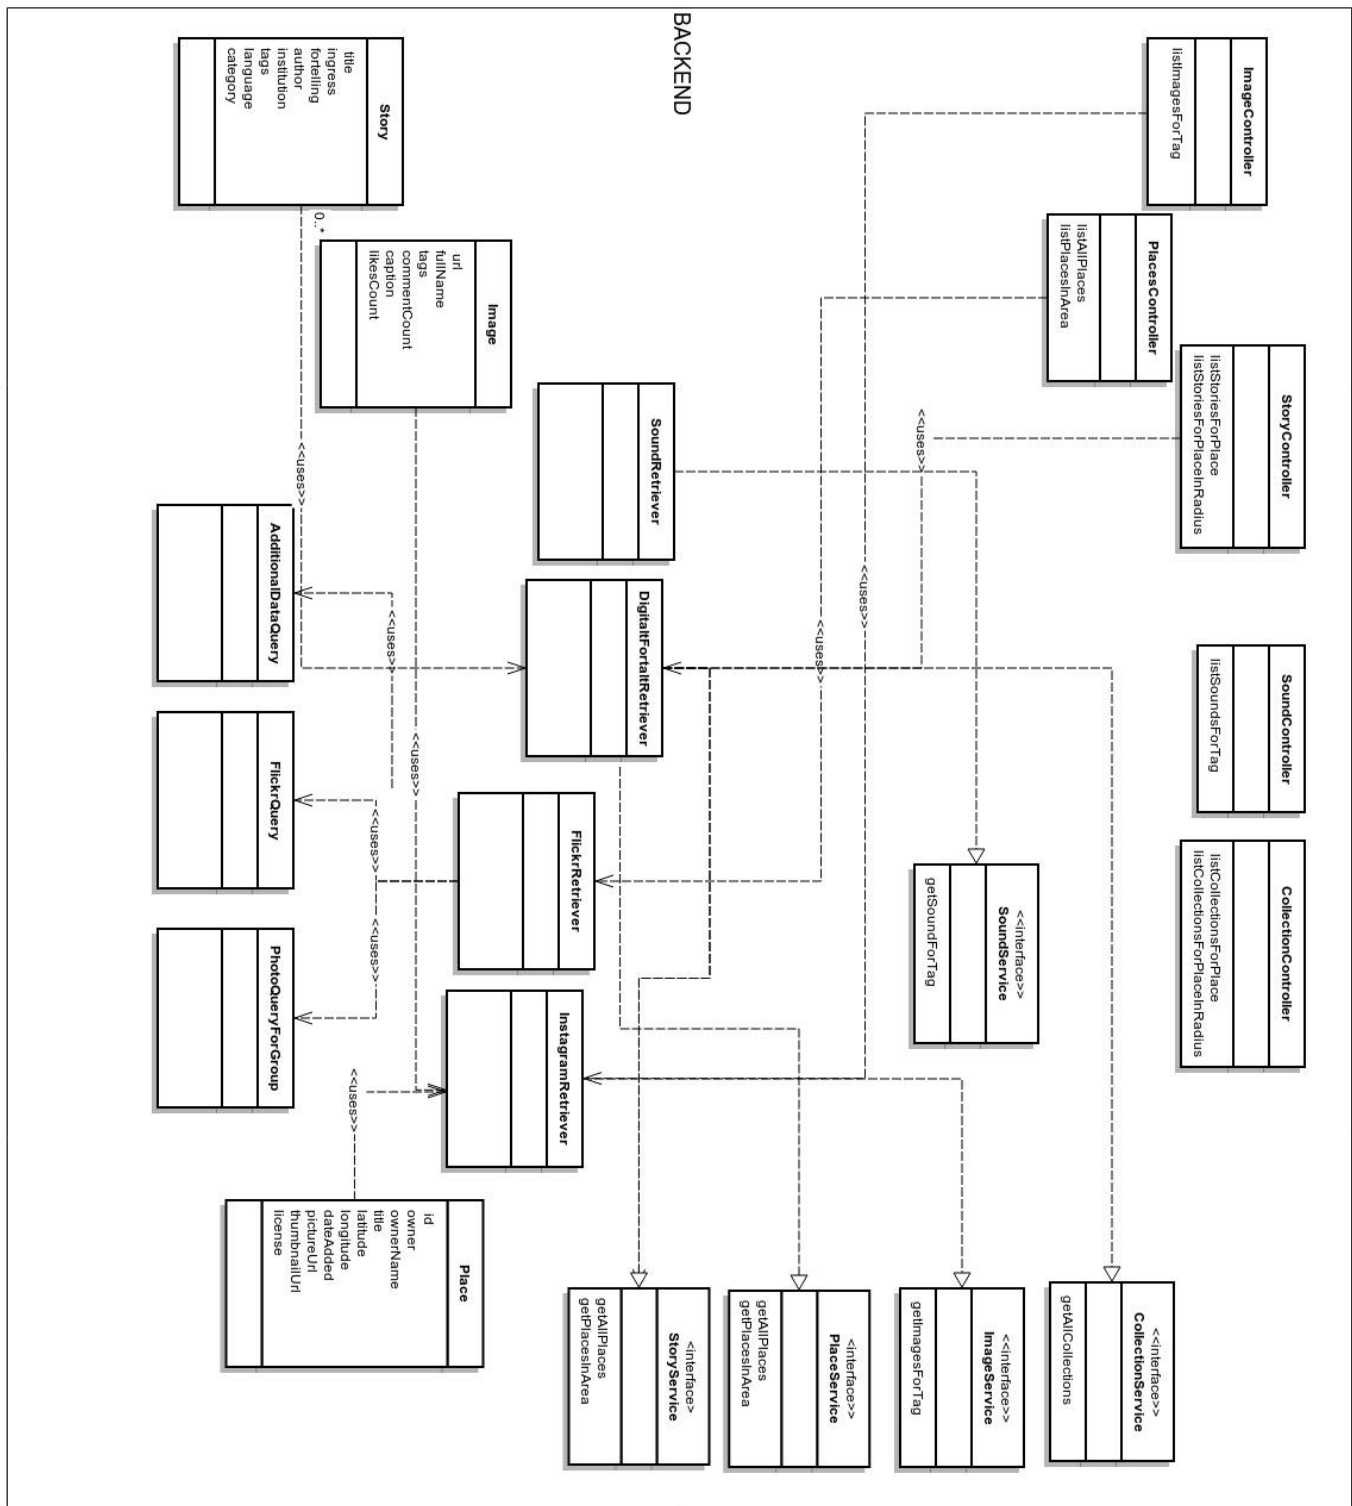 BACKEND
ImageController
listImagesForTag
PlacesController
listAllPlaces
listPlacesInArea
StoryController
listStoriesForPlace
listStoriesForPlaceInRadius
SoundController
listSoundsForTag
CollectionController
listCollectionsForPlace
listCollectionsForPlaceInRadius
<<uses>>
<<uses>>
<<uses>>
<<interface>>
SoundService
getSoundForTag
<<interface>>
CollectionService
getAllCollections
<<interface>>
ImageService
getImagesForTag
<interface>>
PlaceService
getAllPlaces
getPlacesInArea
<interface>
StoryService
getAllPlaces
getPlacesInArea
SoundRetriever
DigitaltFortaltRetriever
FlickrRetriever
InstagramRetriever
Story
title
ingress
fortelling
author
institution
tags
language
category
0..*
Image
url
fullName
tags
commentCount
caption
likesCount
<<uses>>
<<uses>>
<<uses>>
<<uses>>
<<uses>>
<<uses>>
AdditionalDataQuery
FlickrQuery
PhotoQueryForGroup
Place
id
owner
ownerName
title
latitude
longitude
dateAdded
pictureUrl
thumbnailUrl
license